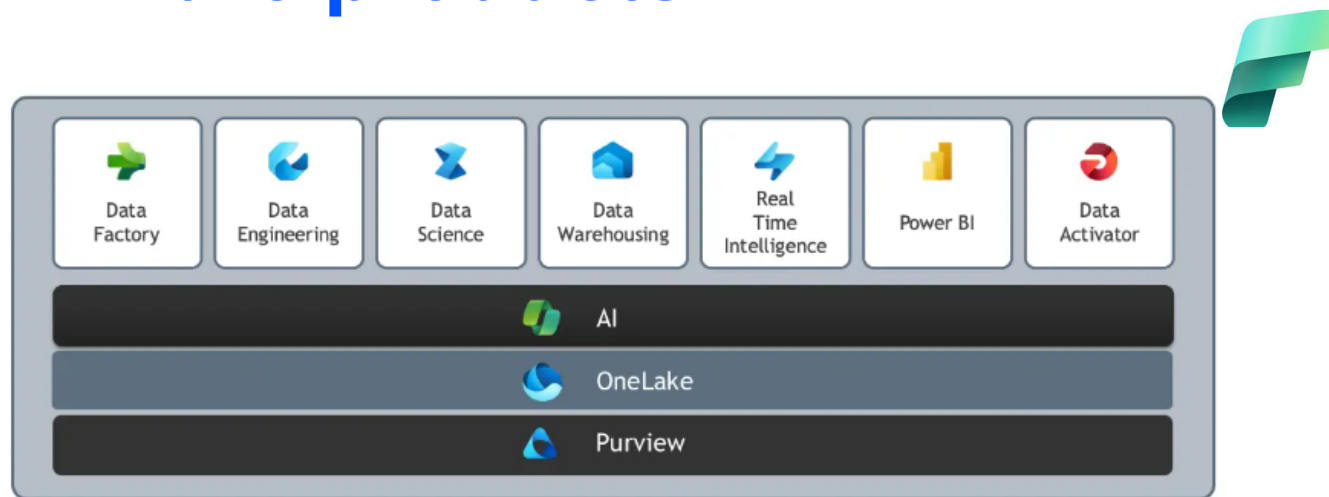 Data
Factory
Data
Engineering
Data
Science
Data
Warehousing
Real
Time
Intelligence
Power BI
Data
Activator
AI
OneLake
Purview